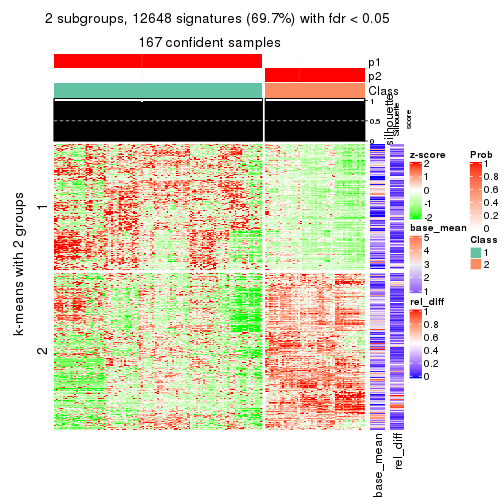 2 subgroups, 12648 signatures (69.7%) with fdr < 0.05
167 confident samples
p1
p2
Class
1
0.5
0
silhouette
Silhouette
score
k-means with 2 groups
1
2
base_mean
rel_diff
z-score
2
1
0
-1
-2
base_mean
5
4
3
2
1
rel_diff
1
0.8
0.6
0.4
0.2
0
Prob
1
0.8
0.6
0.4
0.2
0
Class
1
2